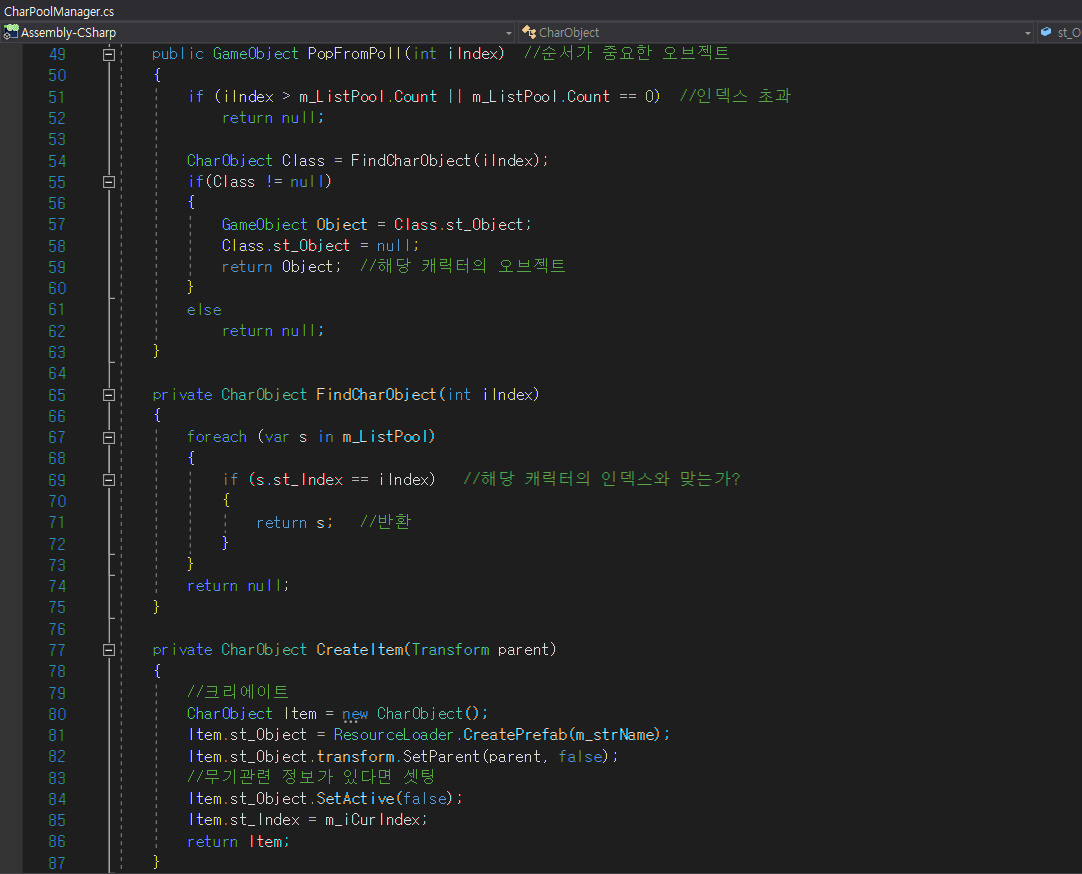 CharPoolManager.cs
Assembly-CSharp CharObject st_O
49 public GameObject PopFromPoll(int iIndex) //순서가 중요한 오브젝트
50 {
51 if (iIndex > m_ListPool.Count || m_ListPool.Count == 0) //인덱스 초과
52 return null;
53
54 CharObject Class = FindCharObject(iIndex);
55 if(Class != null)
56 {
57 GameObject Object = Class.st_Object;
58 Class.st_Object = null;
59 return Object; //해당 캐릭터의 오브젝트
60 }
61 else
62 return null;
63 }
64
65 private CharObject FindCharObject(int iIndex)
66 {
67 foreach (var s in m_ListPool)
68 {
69 if (s.st_Index == iIndex) //해당 캐릭터의 인덱스와 맞는가?
70 {
71 return s; //반환
72 }
73 }
74 return null;
75 }
76
77 private CharObject CreateItem(Transform parent)
78 {
79 //크리에이트
80 CharObject Item = new CharObject();
81 Item.st_Object = ResourceLoader.CreatePrefab(m_strName);
82 Item.st_Object.transform.SetParent(parent, false);
83 //무기관련 정보가 있다면 셋팅
84 Item.st_Object.SetActive(false);
85 Item.st_Index = m_iCurIndex;
86 return Item;
87 }